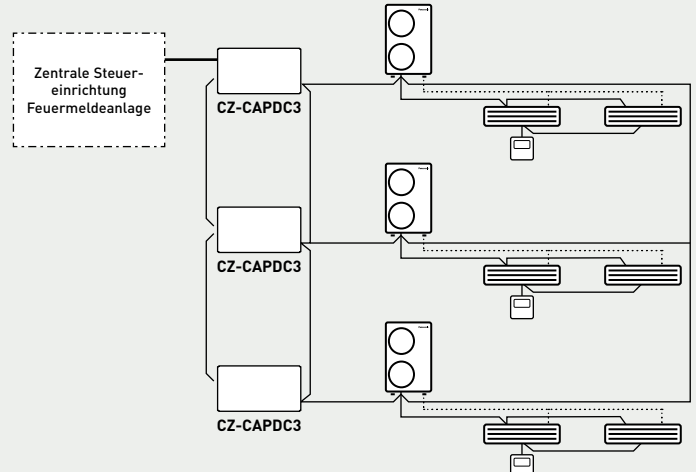 Zentrale Steuer-
einrichtung
Feuermeldeanlage
CZ-CAPDC3
CZ-CAPDC3
CZ-CAPDC3